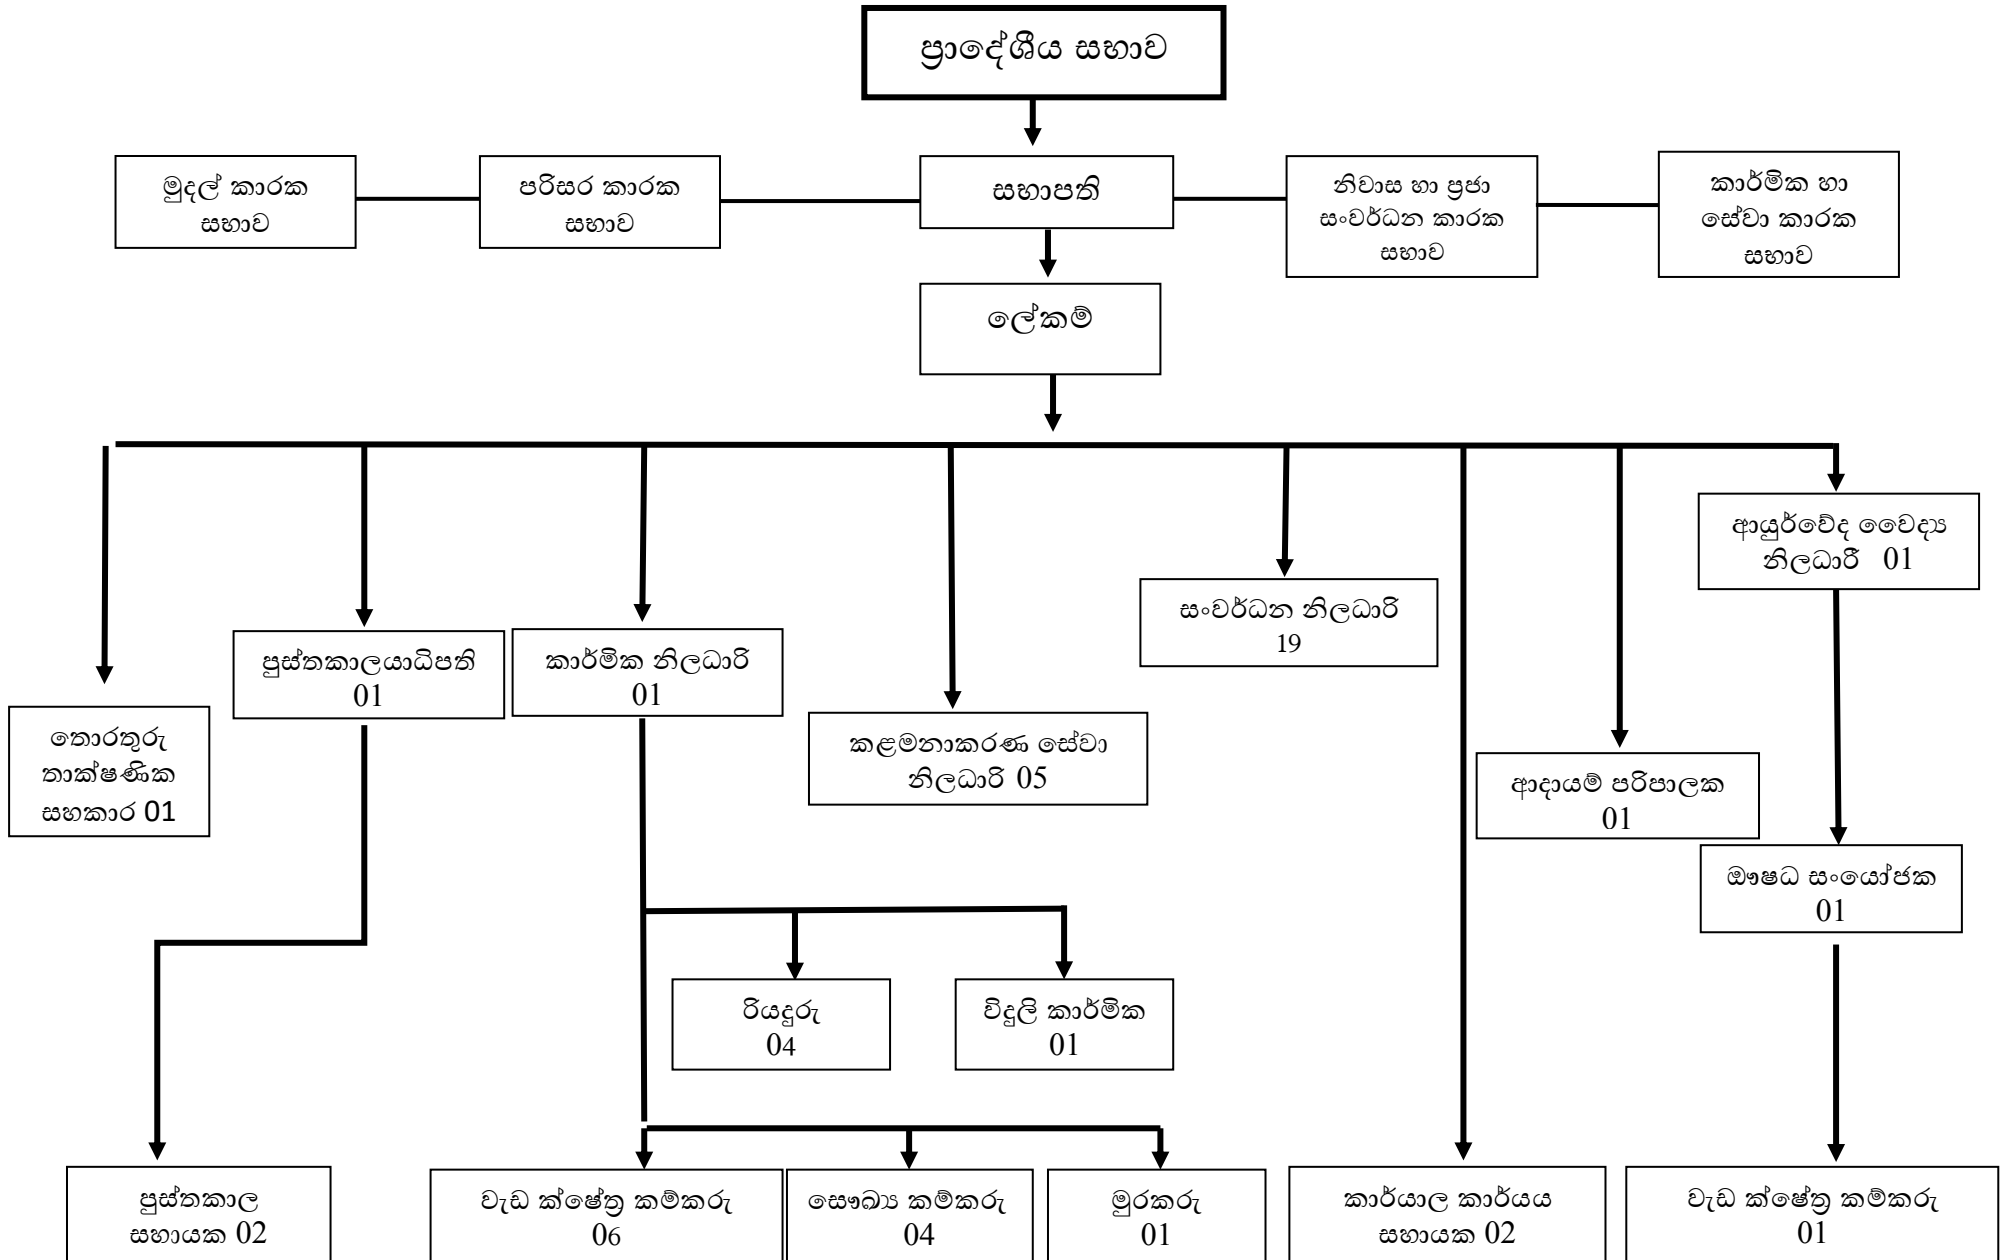 ප්‍රාදේශීය සභාව
මුදල් කාරක
සභාව
පරිසර කාරක
සභාව
සභාපති
නිවාස හා ප්‍රජා
සංවර්ධන කාරක
සභාව
කාර්මික හා
සේවා කාරක
සභාව
ලේකම්
ආයුර්වේද වෛද්‍ය
නිලධාරී 01
සංවර්ධන නිලධාරි
19
පුස්තකාලයාධිපති
01
කාර්මික නිලධාරි
01
තොරතුරු
තාක්ෂණික
සහකාර 01
කළමනාකරණ සේවා
නිලධාරි 05
ආදායම් පරිපාලක
01
ඖෂධ සංයෝජක
01
රියදුරු
04
විදුලි කාර්මික
01
පුස්තකාල
සහායක 02
වැඩ ක්ෂේත්‍ර කම්කරු
06
සෞඛ්‍ය කම්කරු
04
මුරකරු
01
කාර්යාල කාර්යය
සහායක 02
වැඩ ක්ෂේත්‍ර කම්කරු
01